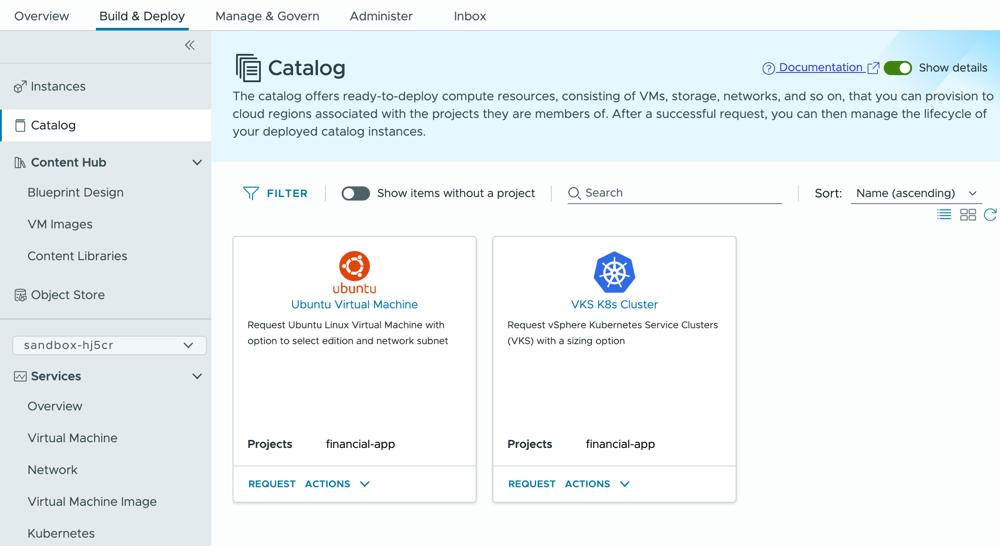 Overview Build & Deploy Manage & Govern Administer Inbox
Instances
Catalog
Content Hub
Blueprint Design
VM Images
Content Libraries
Object Store
sandbox-hj5cr
Services
Overview
Virtual Machine
Network
Virtual Machine Image
Kubernetes
Catalog
Documentation
Show details
The catalog offers ready-to-deploy compute resources, consisting of VMs, storage, networks, and so on, that you can provision to
cloud regions associated with the projects they are members of. After a successful request, you can then manage the lifecycle of
your deployed catalog instances.
FILTER Show items without a project Search Sort: Name (ascending)
ubuntu
Ubuntu Virtual Machine
Request Ubuntu Linux Virtual Machine with
option to select edition and network subnet
Projects financial-app
REQUEST ACTIONS
VKS K8s Cluster
Request vSphere Kubernetes Service Clusters
(VKS) with a sizing option
Projects financial-app
REQUEST ACTIONS